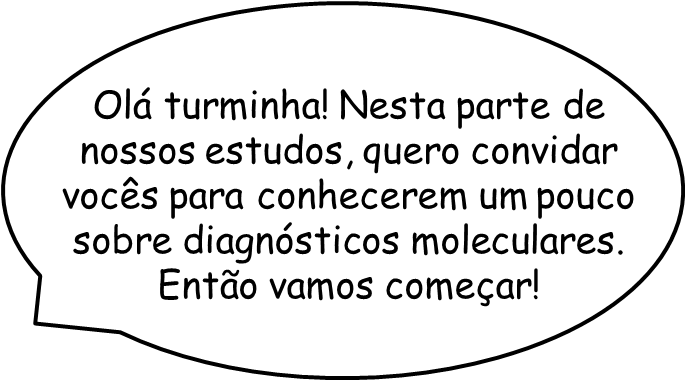 Olá turminha! Nesta parte de
nossos estudos, quero convidar
vocês para conhecerem um pouco
sobre diagnósticos moleculares.
Então vamos começar!